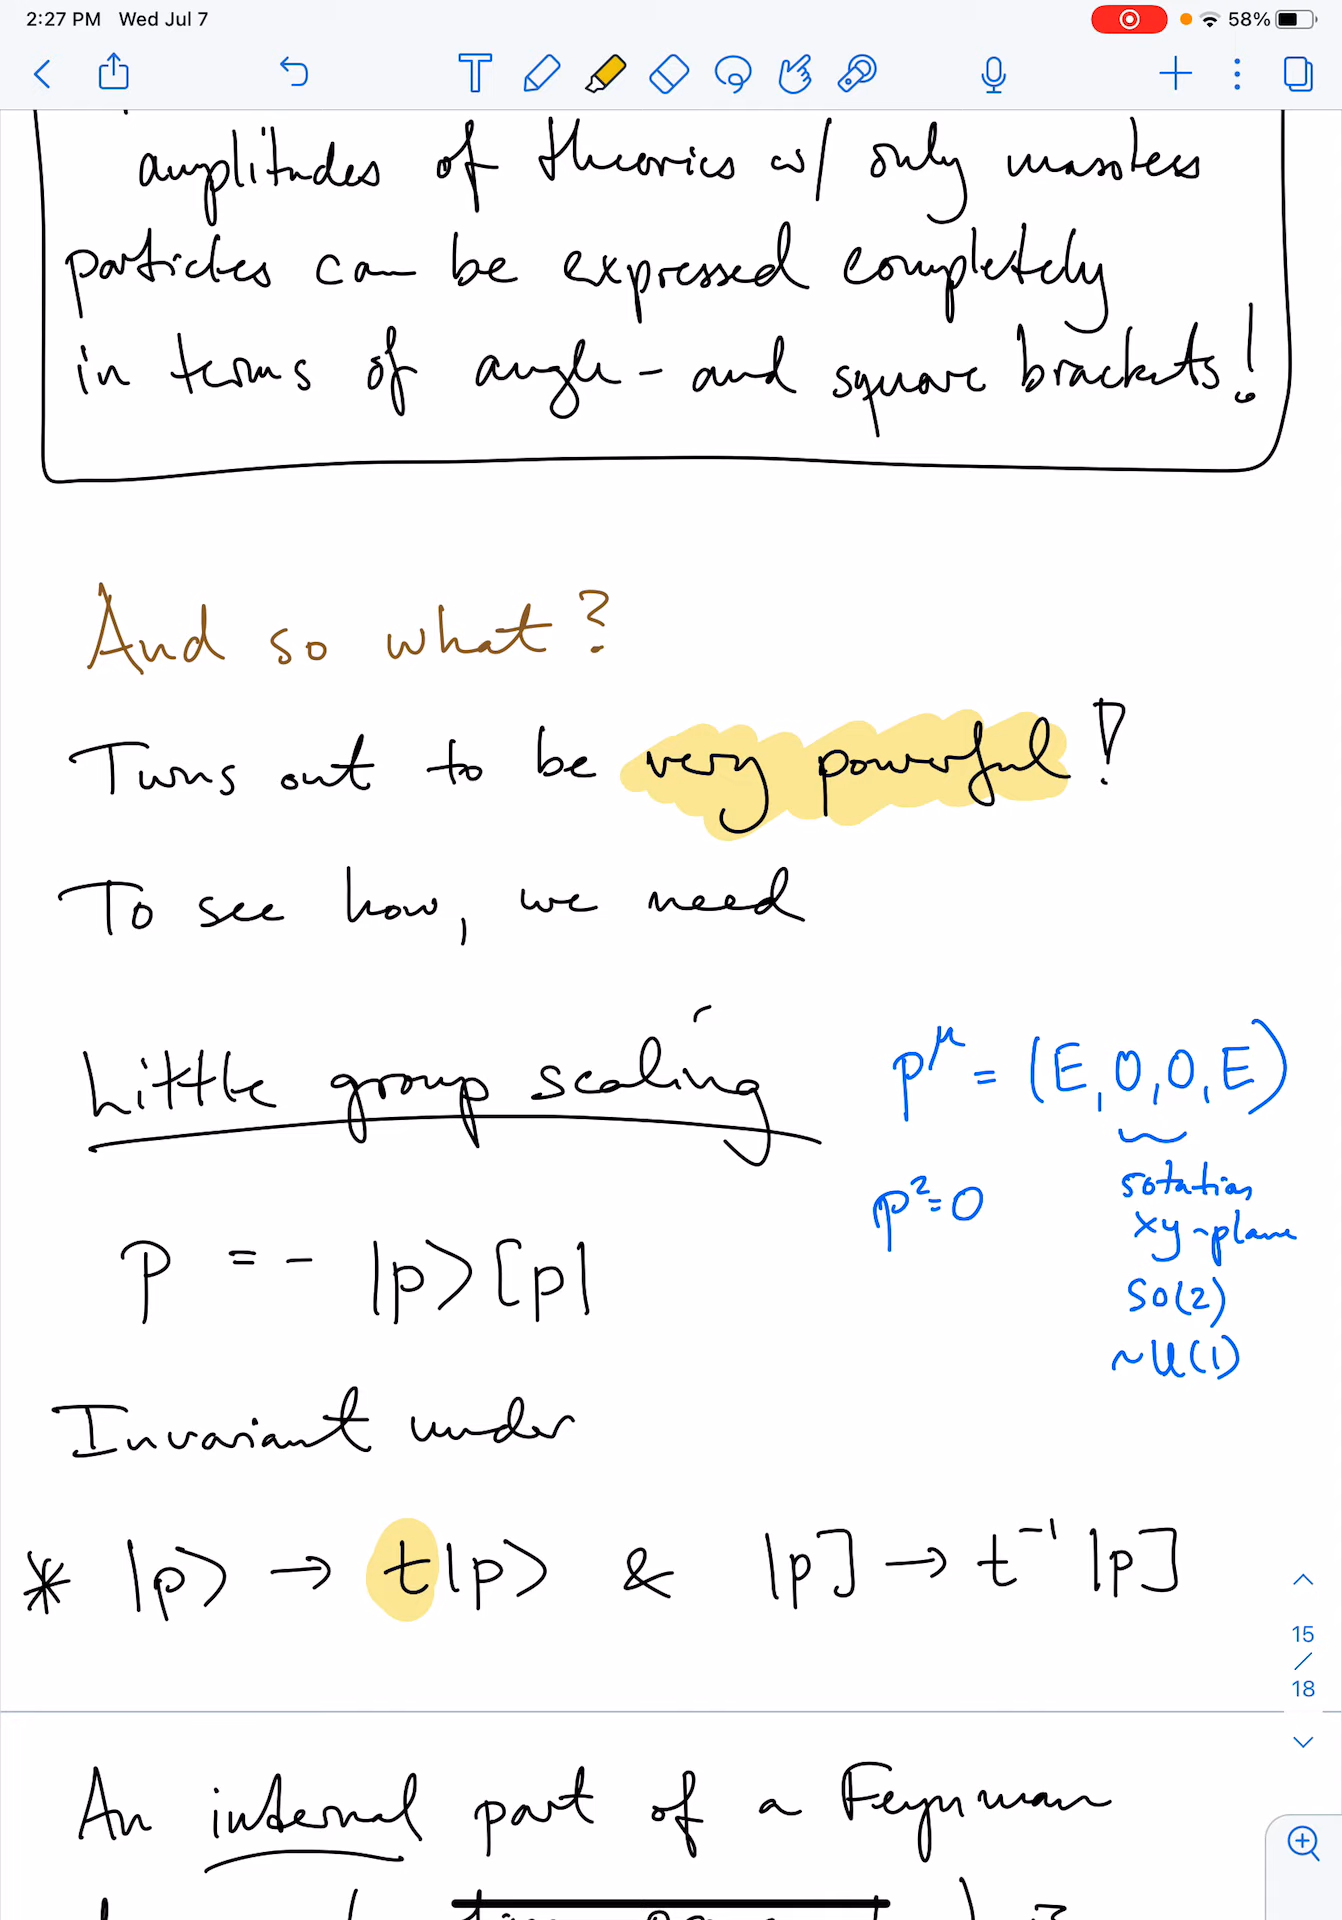 2:27 PM Wed Jul 7
58%
amplitudes of theories w/ only massless
particles can be expressed completely
in terms of angle- and square brackets!
And so what?
Turns out to be very powerful!
To see how, we need
Little group scaling
p^μ = (E,0,0,E)
p²=0
rotation
xy-plane
SO(2)
~U(1)
P = - |p>[p|
Invariant under
* |p> → t|p> & |p] → t⁻¹ |p]
15
/
18
An internal part of a Feynman